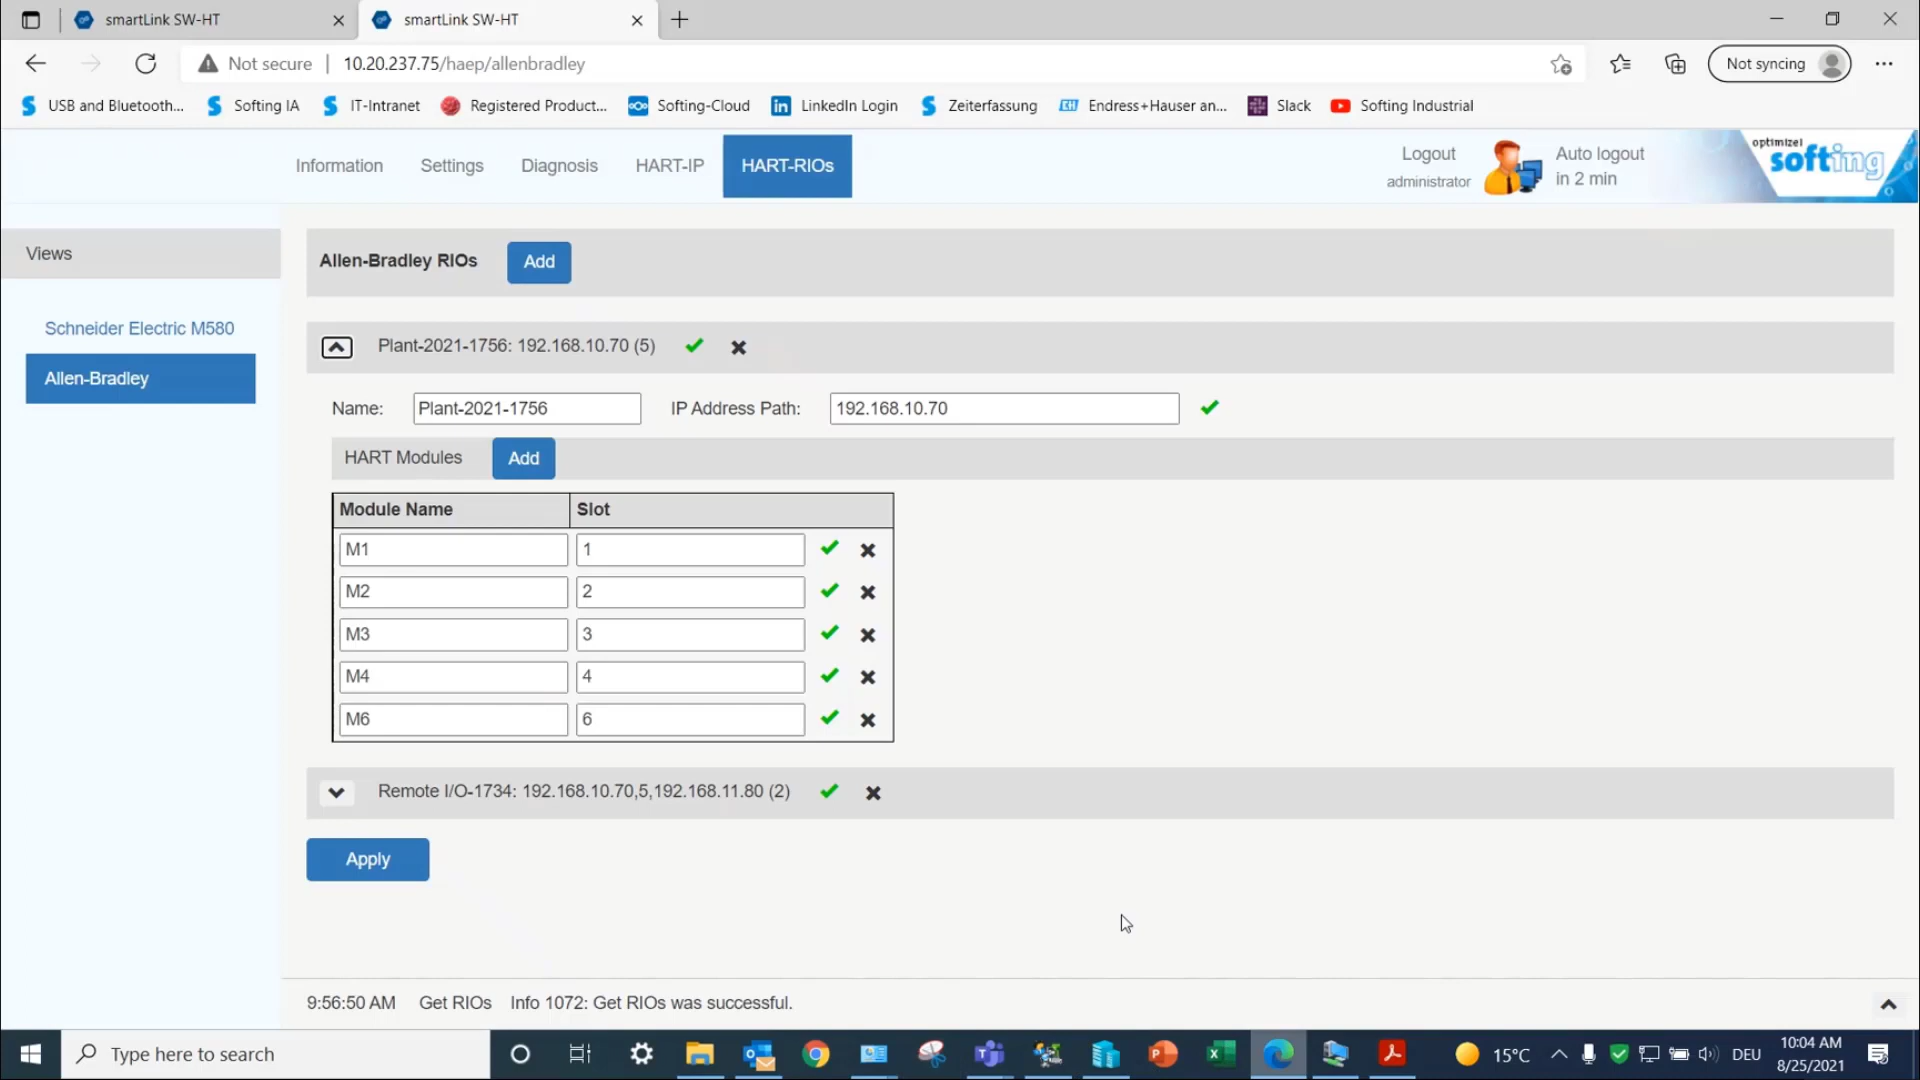 smartLink SW-HT
smartLink SW-HT
Not secure | 10.20.237.75/haep/allenbradley
Not syncing
USB and Bluetooth...
Softing IA
IT-Intranet
Registered Product...
Softing-Cloud
LinkedIn Login
Zeiterfassung
Endress+Hauser an...
Slack
Softing Industrial
Information
Settings
Diagnosis
HART-IP
HART-RIOs
Logout
administrator
Auto logout
in 2 min
optimize!
softing
Views
Schneider Electric M580
Allen-Bradley
Allen-Bradley RIOs
Add
Plant-2021-1756: 192.168.10.70 (5)
Name: Plant-2021-1756 IP Address Path: 192.168.10.70
HART Modules Add
Module Name Slot
M1 1
M2 2
M3 3
M4 4
M6 6
Remote I/O-1734: 192.168.10.70,5,192.168.11.80 (2)
Apply
9:56:50 AM Get RIOs Info 1072: Get RIOs was successful.
Type here to search
15°C
DEU
10:04 AM
8/25/2021